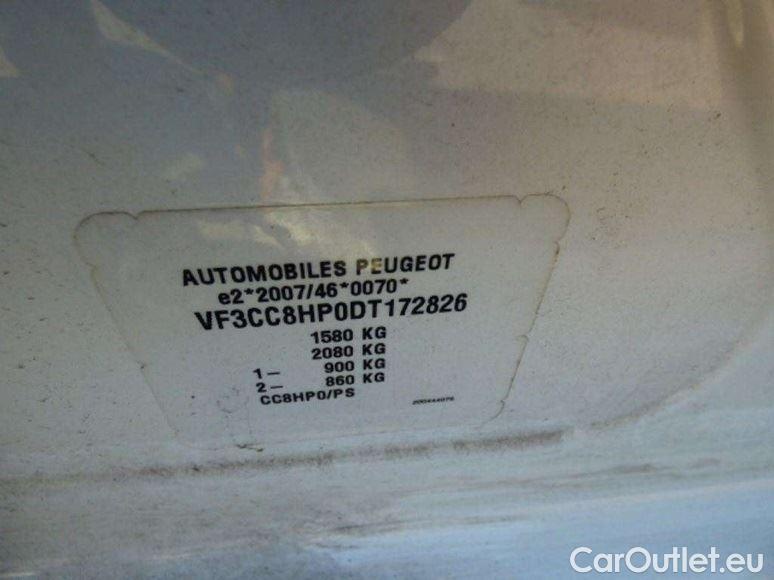 AUTOMOBILES PEUGEOT
e2*2007/46*0070*
VF3CC8HP0DT172826
1580 KG
2080 KG
1— 900 KG
2— 860 KG
CC8HP0/PS
CarOutlet.eu